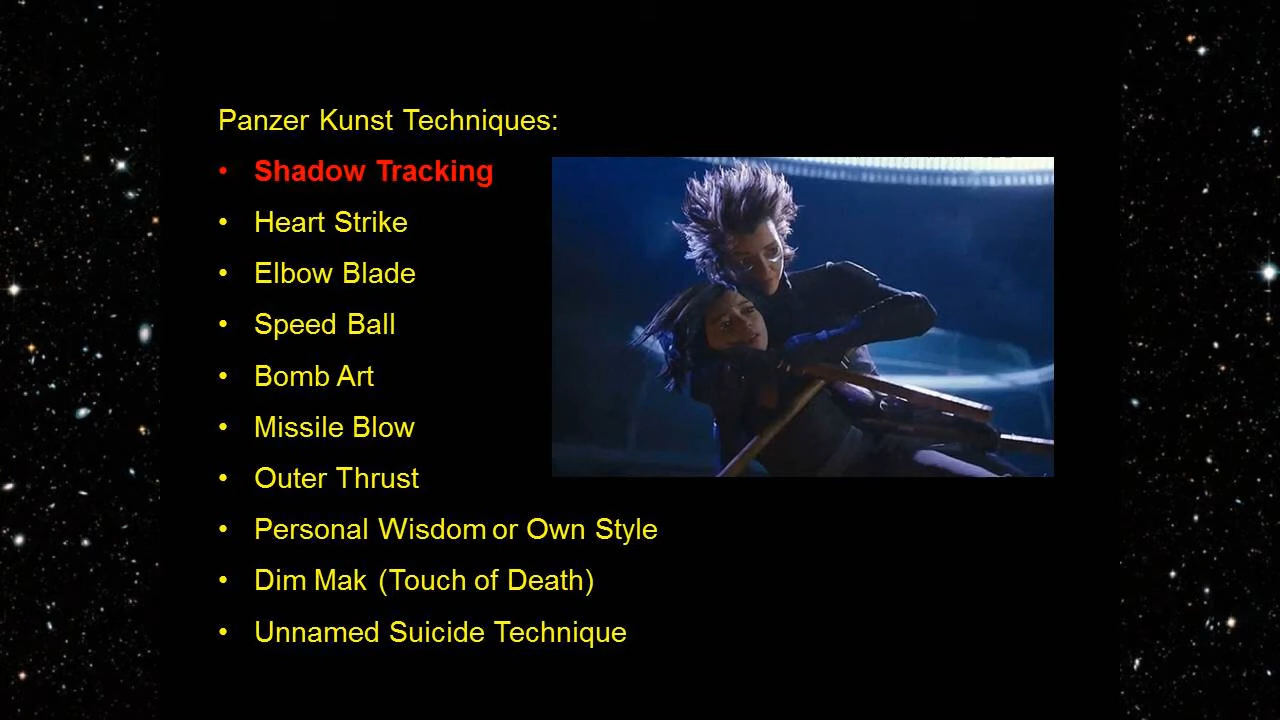 Panzer Kunst Techniques:
• Shadow Tracking
• Heart Strike
• Elbow Blade
• Speed Ball
• Bomb Art
• Missile Blow
• Outer Thrust
• Personal Wisdom or Own Style
• Dim Mak (Touch of Death)
• Unnamed Suicide Technique